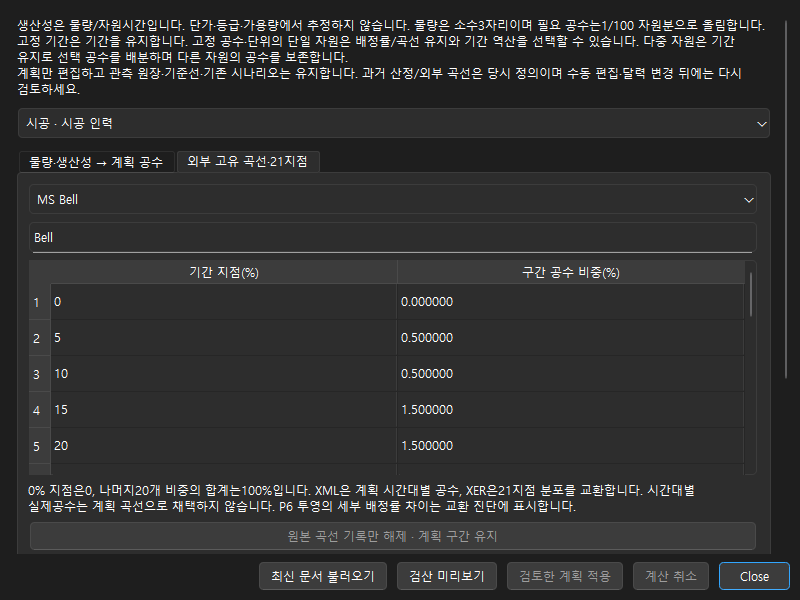 생산성은 물량/자원시간입니다. 단가·등급·가용량에서 추정하지 않습니다. 물량은 소수3자리이며 필요 공수는1/100 자원분으로 올림합니다.
고정 기간은 기간을 유지합니다. 고정 공수·단위의 단일 자원은 배정률/곡선 유지와 기간 역산을 선택할 수 있습니다. 다중 자원은 기간
유지로 선택 공수를 배분하며 다른 자원의 공수를 보존합니다.
계획만 편집하고 관측 원장·기준선·기존 시나리오는 유지합니다. 과거 산정/외부 곡선은 당시 정의이며 수동 편집·달력 변경 뒤에는 다시
검토하세요.
시공 · 시공 인력
물량·생산성 → 계획 공수
외부 고유 곡선·21지점
MS Bell
Bell
기간 지점(%) 구간 공수 비중(%)
1 0 0.000000
2 5 0.500000
3 10 0.500000
4 15 1.500000
5 20 1.500000
0% 지점은0, 나머지20개 비중의 합계는100%입니다. XML은 계획 시간대별 공수, XER은21지점 분포를 교환합니다. 시간대별
실제공수는 계획 곡선으로 채택하지 않습니다. P6 투영의 세부 배정률 차이는 교환 진단에 표시합니다.
원본 곡선 기록만 해제 · 계획 구간 유지
최신 문서 불러오기
검산 미리보기
검토한 계획 적용
계산 취소
Close